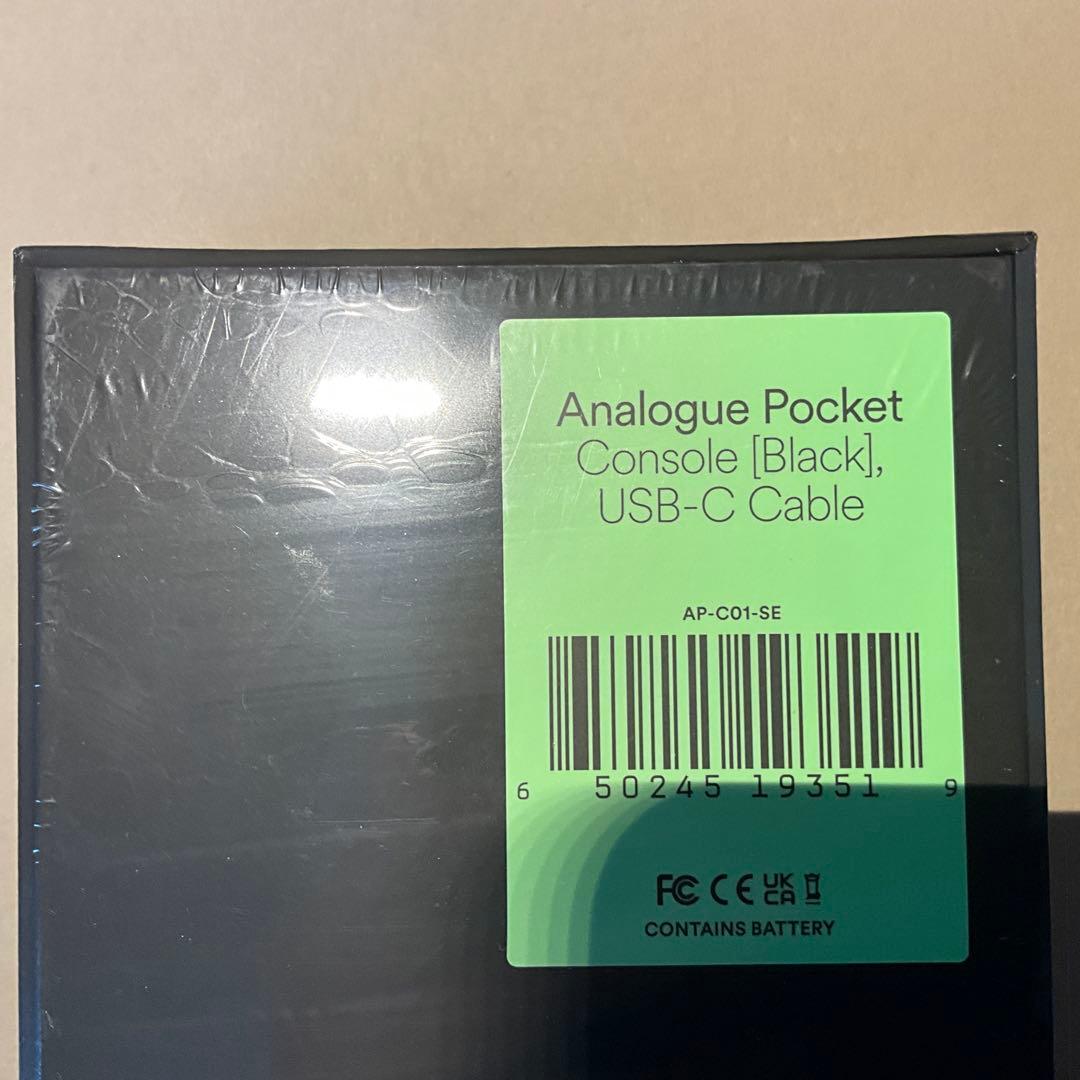 Analogue Pocket
Console [Black],
USB-C Cable
AP-C01-SE
6 50245 19351 9
FC CE UK CA
CONTAINS BATTERY